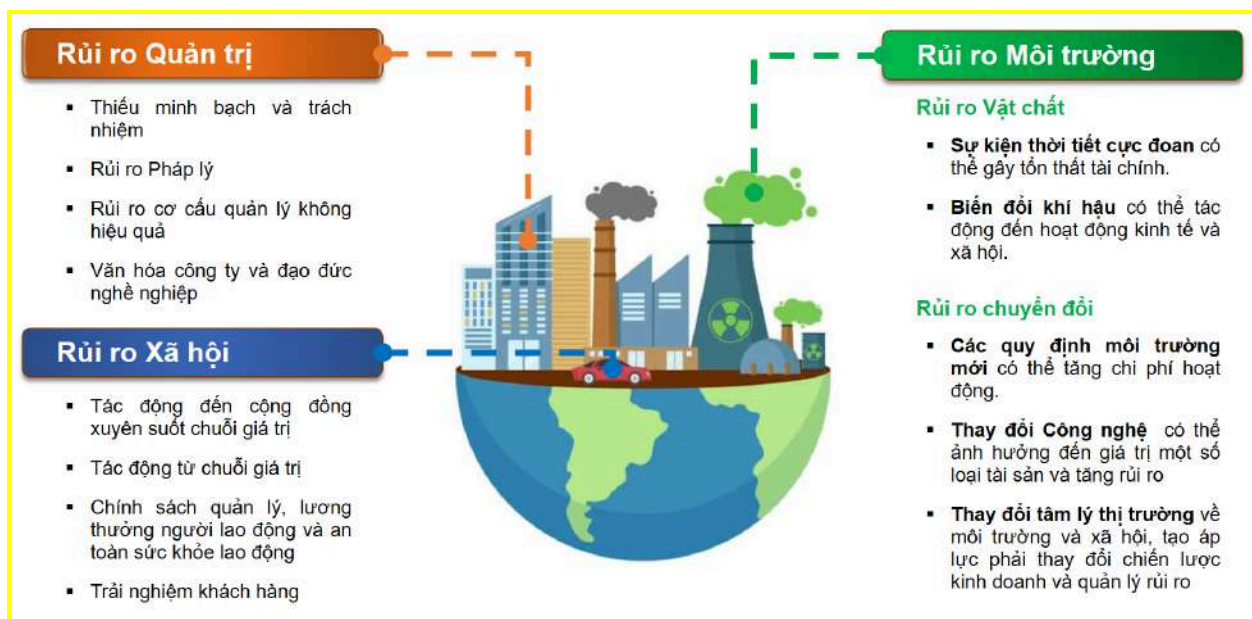 Rủi ro Quản trị
▪ Thiếu minh bạch và trách
nhiệm
▪ Rủi ro Pháp lý
▪ Rủi ro cơ cấu quản lý không
hiệu quả
▪ Văn hóa công ty và đạo đức
nghề nghiệp
Rủi ro Xã hội
▪ Tác động đến cộng đồng
xuyên suốt chuỗi giá trị
▪ Tác động từ chuỗi giá trị
▪ Chính sách quản lý, lương
thưởng người lao động và an
toàn sức khỏe lao động
▪ Trải nghiệm khách hàng
Rủi ro Môi trường
Rủi ro Vật chất
▪ Sự kiện thời tiết cực đoan có
thể gây tổn thất tài chính.
▪ Biến đổi khí hậu có thể tác
động đến hoạt động kinh tế và
xã hội.
Rủi ro chuyển đổi
▪ Các quy định môi trường
mới có thể tăng chi phí hoạt
động.
▪ Thay đổi Công nghệ có thể
ảnh hưởng đến giá trị một số
loại tài sản và tăng rủi ro
▪ Thay đổi tâm lý thị trường về
môi trường và xã hội, tạo áp
lực phải thay đổi chiến lược
kinh doanh và quản lý rủi ro